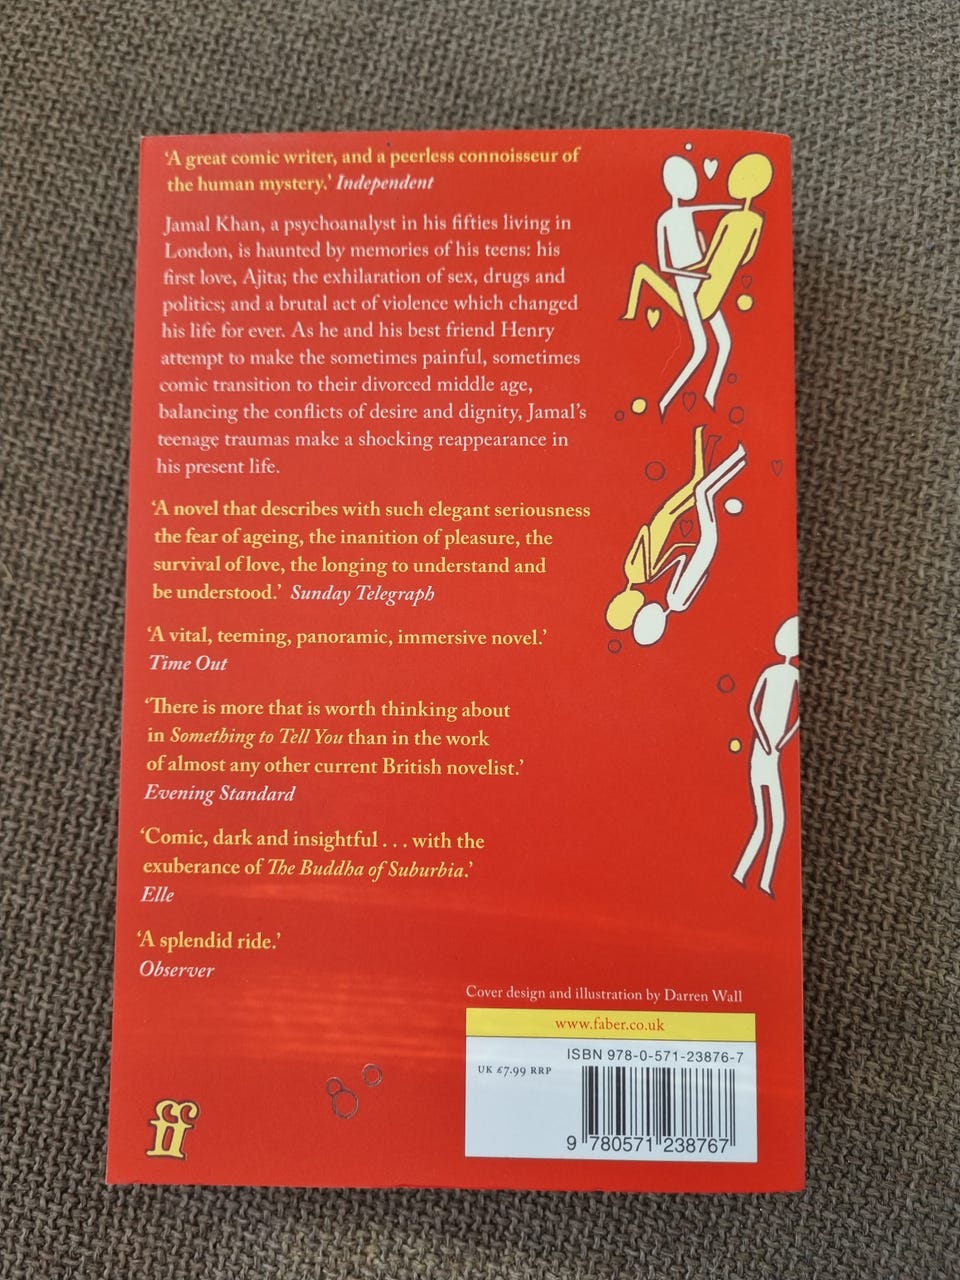 ‘A great comic writer, and a peerless connoisseur of
the human mystery.’ Independent
Jamal Khan, a psychoanalyst in his fifties living in
London, is haunted by memories of his teens: his
first love, Ajita; the exhilaration of sex, drugs and
politics; and a brutal act of violence which changed
his life for ever. As he and his best friend Henry
attempt to make the sometimes painful, sometimes
comic transition to their divorced middle age,
balancing the conflicts of desire and dignity, Jamal’s
teenage traumas make a shocking reappearance in
his present life.
‘A novel that describes with such elegant seriousness
the fear of ageing, the inanition of pleasure, the
survival of love, the longing to understand and
be understood.’ Sunday Telegraph
‘A vital, teeming, panoramic, immersive novel.’
Time Out
‘There is more that is worth thinking about
in Something to Tell You than in the work
of almost any other current British novelist.’
Evening Standard
‘Comic, dark and insightful . . . with the
exuberance of The Buddha of Suburbia.’
Elle
‘A splendid ride.’
Observer
Cover design and illustration by Darren Wall
www.faber.co.uk
ISBN 978-0-571-23876-7
UK £7.99 RRP
9 780571 238767
ff